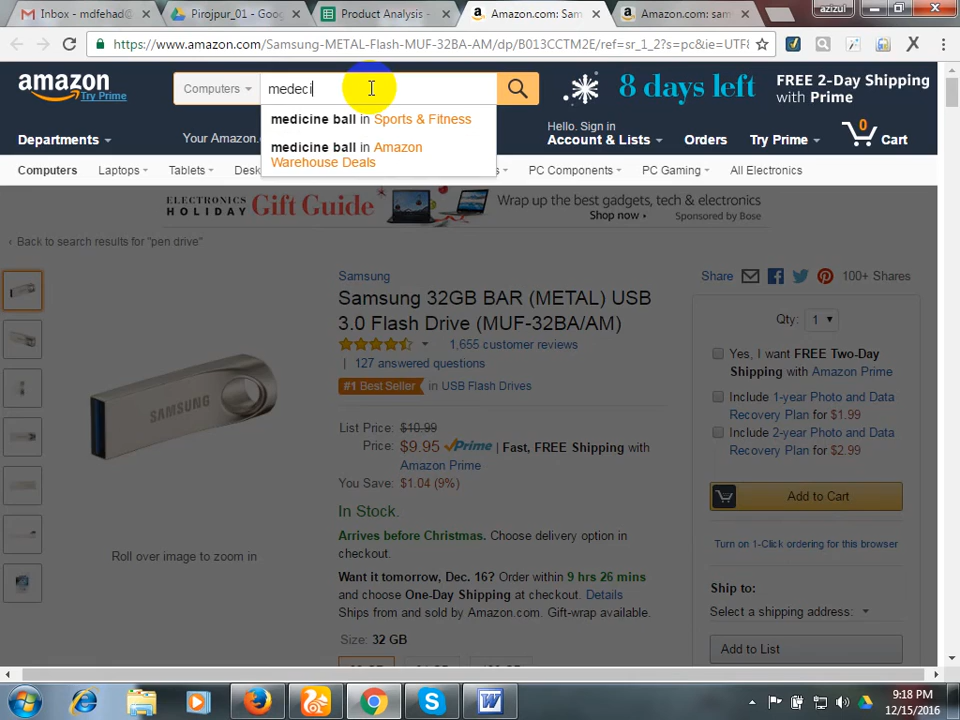 Inbox - mdfehad@
Pirojpur_01 - Goog
Product Analysis -
Amazon.com: Sam
Amazon.com: sam
azizul
https://www.amazon.com/Samsung-METAL-Flash-MUF-32BA-AM/dp/B013CCTM2E/ref=sr_1_2?s=pc&ie=UTF8
amazon
Try Prime
Computers
medeci
8 days left
FREE 2-Day Shipping
with Prime
medicine ball in Sports & Fitness
medicine ball in Amazon
Warehouse Deals
Departments
Your Amazon.
Hello. Sign in
Account & Lists
Orders
Try Prime
0
Cart
Computers
Laptops
Tablets
Desk
s
PC Components
PC Gaming
All Electronics
ELECTRONICS
HOLIDAY
Gift Guide
Wrap up the best gadgets, tech & electronics
Shop now ›
Sponsored by Bose
‹ Back to search results for "pen drive"
Samsung
Share
100+ Shares
Samsung 32GB BAR (METAL) USB
3.0 Flash Drive (MUF-32BA/AM)
1,655 customer reviews
| 127 answered questions
#1 Best Seller in USB Flash Drives
List Price: $10.99
Price: $9.95 Prime | Fast, FREE Shipping with
Amazon Prime
You Save: $1.04 (9%)
In Stock.
Arrives before Christmas. Choose delivery option in
checkout.
Want it tomorrow, Dec. 16? Order within 9 hrs 26 mins
and choose One-Day Shipping at checkout. Details
Ships from and sold by Amazon.com. Gift-wrap available.
Size: 32 GB
SAMSUNG
Roll over image to zoom in
Qty: 1
Yes, I want FREE Two-Day
Shipping with Amazon Prime
Include 1-year Photo and Data
Recovery Plan for $1.99
Include 2-year Photo and Data
Recovery Plan for $2.99
Add to Cart
Turn on 1-Click ordering for this browser
Ship to:
Select a shipping address:
Add to List
9:18 PM
12/15/2016